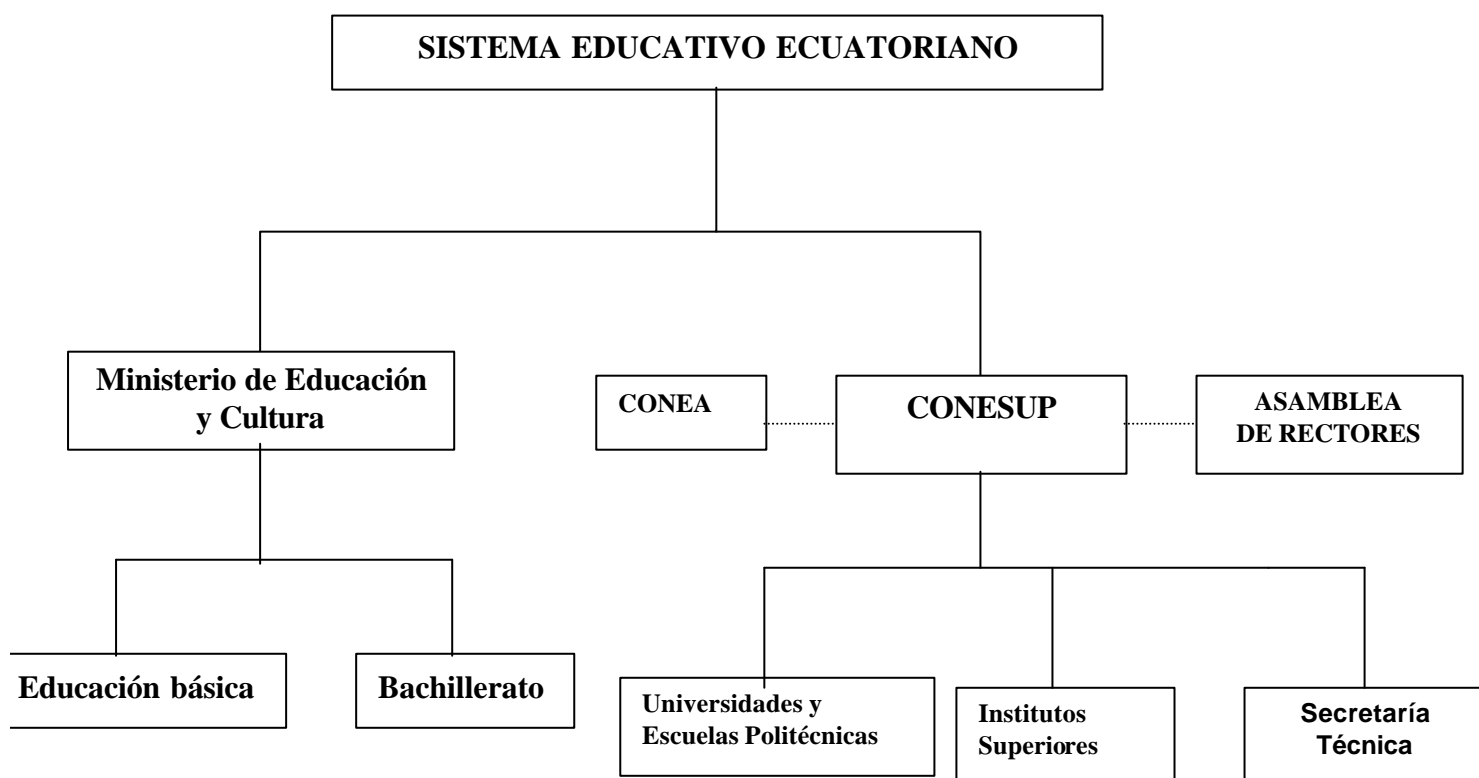 SISTEMA EDUCATIVO ECUATORIANO
Ministerio de Educación
y Cultura
CONEA
CONESUP
ASAMBLEA
DE RECTORES
Educación básica
Bachillerato
Universidades y
Escuelas Politécnicas
Institutos
Superiores
Secretaría
Técnica